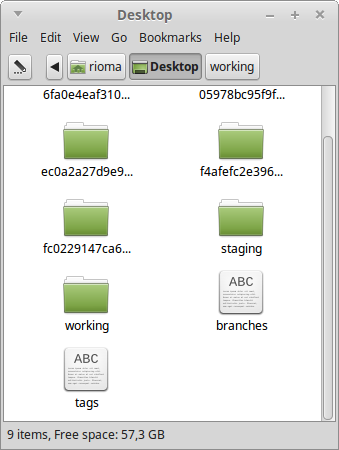 Desktop
File Edit View Go Bookmarks Help
rioma Desktop working
6fa0e4eaf310... 05978bc95f9f...
ec0a2a27d9e9... f4afefc2e396...
fc0229147ca6... staging
working ABC branches
ABC tags
9 items, Free space: 57,3 GB